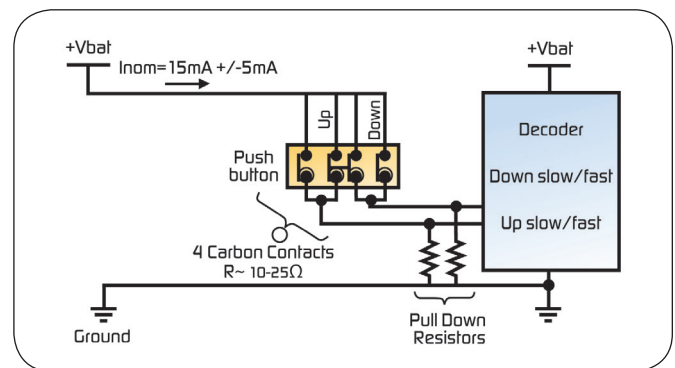 +Vbat
Inom=15mA +/-5mA
Up
Down
Push
button
4 Carbon Contacts
R~ 10-25Ω
Ground
Pull Down
Resistors
+Vbat
Decoder
Down slow/fast
Up slow/fast